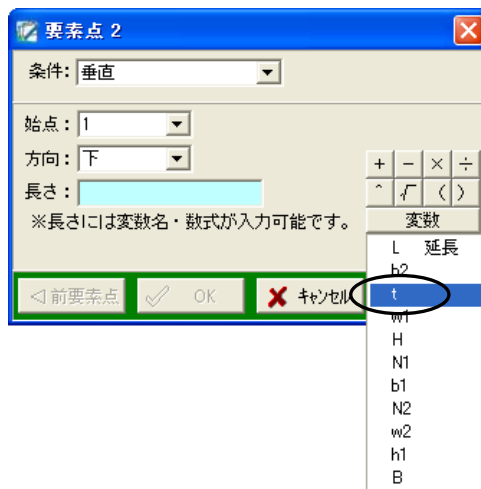 要素点 2
条件： 垂直
始点： 1
方向： 下
長さ：
※長さには変数名・数式が入力可能です。
+ - × ÷
^ √ ( )
変数
◁前要素点 OK キャンセル
L 延長
h2
t
w1
H
N1
b1
N2
w2
h1
B